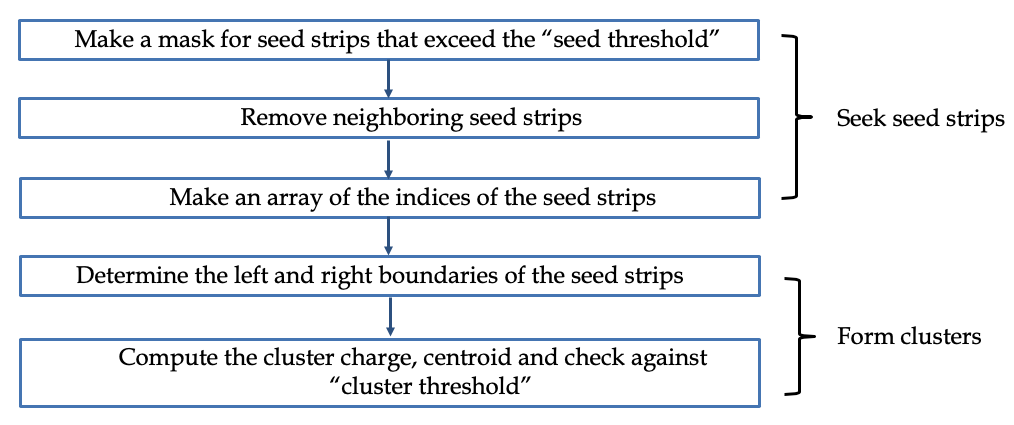 Make a mask for seed strips that exceed the “seed threshold”
Remove neighboring seed strips
Seek seed strips
Make an array of the indices of the seed strips
Determine the left and right boundaries of the seed strips
Form clusters
Compute the cluster charge, centroid and check against
“cluster threshold”